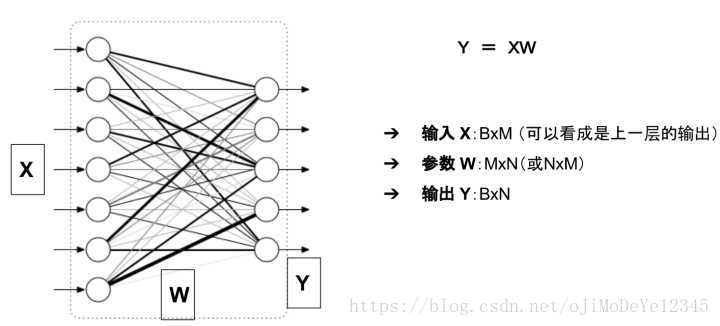 Y = XW
➔ 输入 X:BxM（可以看成是上一层的输出）
➔ 参数 W:MxN(或NxM)
➔ 输出 Y:BxN
X
W
Y
https://blog.csdn.net/ojiMoDeYe12345